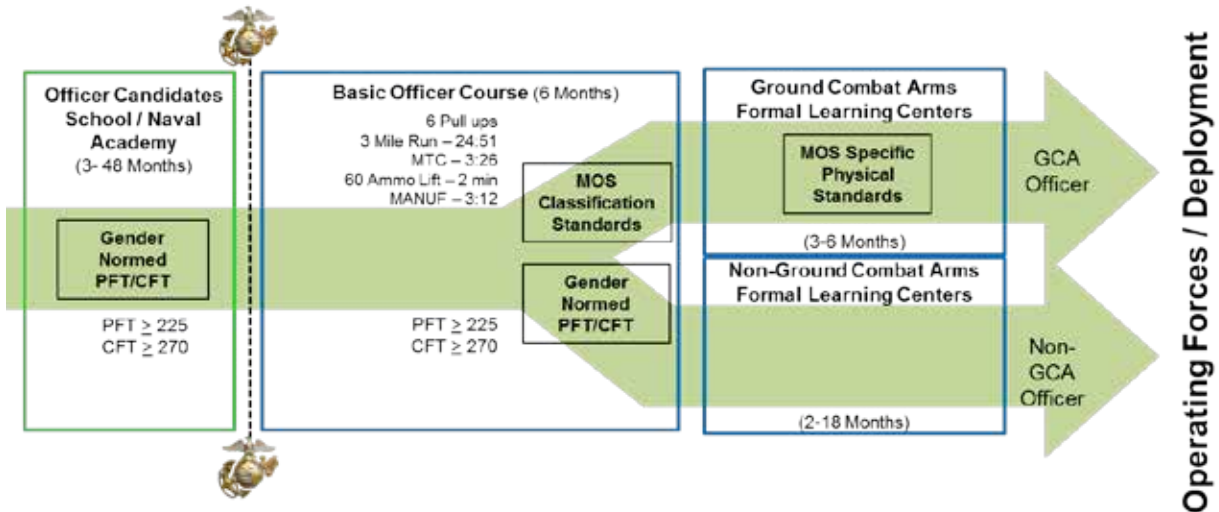 Officer Candidates
School / Naval
Academy
(3- 48 Months)
Gender
Normed
PFT/CFT
PFT ≥ 225
CFT ≥ 270
Basic Officer Course (6 Months)
6 Pull ups
3 Mile Run – 24:51
MTC – 3:26
60 Ammo Lift – 2 min
MANUF – 3:12
MOS
Classification
Standards
Gender
Normed
PFT/CFT
PFT ≥ 225
CFT ≥ 270
Ground Combat Arms
Formal Learning Centers
MOS Specific
Physical
Standards
(3-6 Months)
Non-Ground Combat Arms
Formal Learning Centers
(2-18 Months)
GCA
Officer
Non-
GCA
Officer
Operating Forces / Deployment